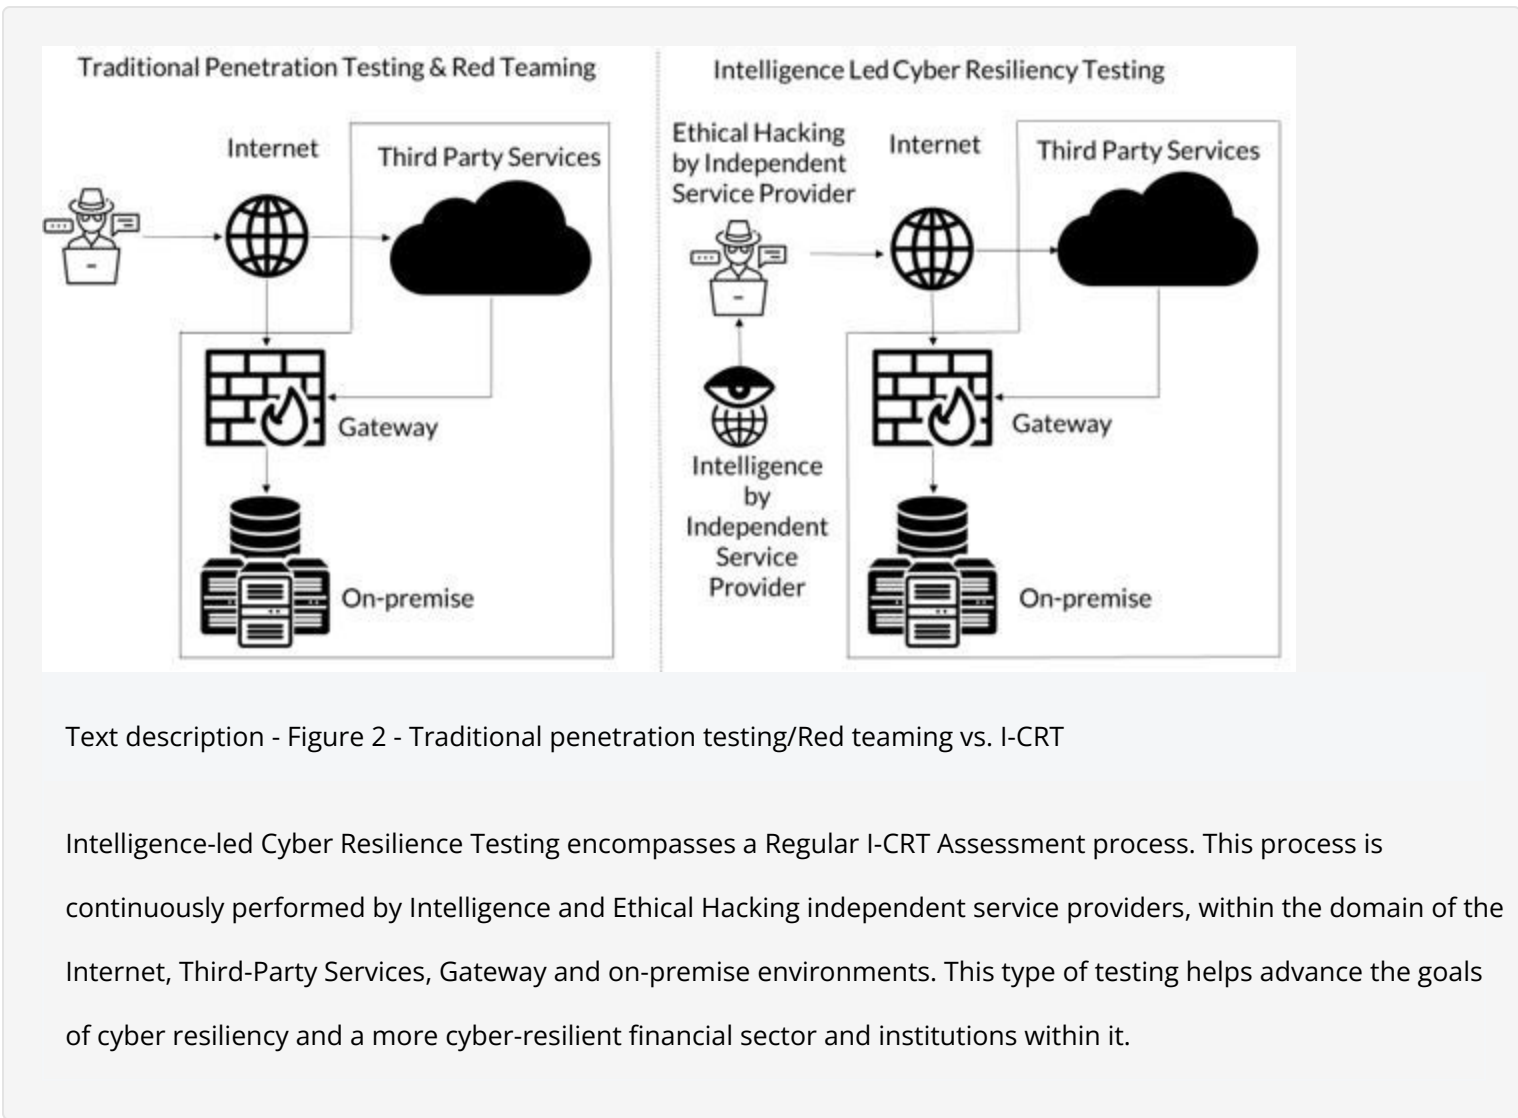 Traditional Penetration Testing & Red Teaming
Internet
Third Party Services
Gateway
On-premise
Intelligence Led Cyber Resiliency Testing
Ethical Hacking
by Independent
Service Provider
Internet
Third Party Services
Intelligence
by
Independent
Service
Provider
Gateway
On-premise
Text description - Figure 2 - Traditional penetration testing/Red teaming vs. I-CRT
Intelligence-led Cyber Resilience Testing encompasses a Regular I-CRT Assessment process. This process is
continuously performed by Intelligence and Ethical Hacking independent service providers, within the domain of the
Internet, Third-Party Services, Gateway and on-premise environments. This type of testing helps advance the goals
of cyber resiliency and a more cyber-resilient financial sector and institutions within it.